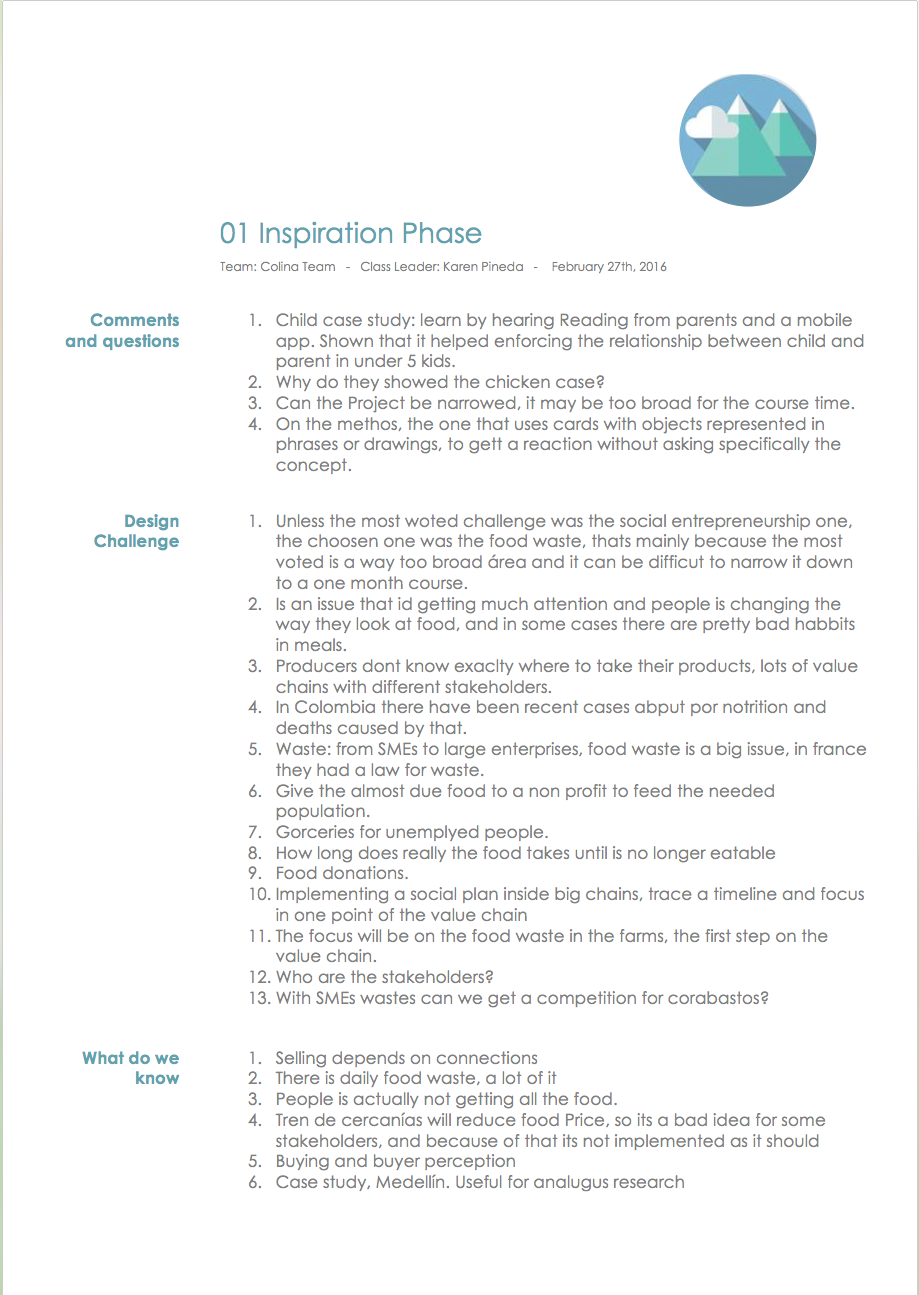 01 Inspiration Phase
Team: Colina Team - Class Leader: Karen Pineda - February 27th, 2016
Comments
and questions
1. Child case study: learn by hearing Reading from parents and a mobile
app. Shown that it helped enforcing the relationship between child and
parent in under 5 kids.
2. Why do they showed the chicken case?
3. Can the Project be narrowed, it may be too broad for the course time.
4. On the methos, the one that uses cards with objects represented in
phrases or drawings, to gett a reaction without asking specifically the
concept.
Design
Challenge
1. Unless the most woted challenge was the social entrepreneurship one,
the choosen one was the food waste, thats mainly because the most
voted is a way too broad área and it can be difficut to narrow it down
to a one month course.
2. Is an issue that id getting much attention and people is changing the
way they look at food, and in some cases there are pretty bad habbits
in meals.
3. Producers dont know exaclty where to take their products, lots of value
chains with different stakeholders.
4. In Colombia there have been recent cases abput por notrition and
deaths caused by that.
5. Waste: from SMEs to large enterprises, food waste is a big issue, in france
they had a law for waste.
6. Give the almost due food to a non profit to feed the needed
population.
7. Gorceries for unemplyed people.
8. How long does really the food takes until is no longer eatable
9. Food donations.
10. Implementing a social plan inside big chains, trace a timeline and focus
in one point of the value chain
11. The focus will be on the food waste in the farms, the first step on the
value chain.
12. Who are the stakeholders?
13. With SMEs wastes can we get a competition for corabastos?
What do we
know
1. Selling depends on connections
2. There is daily food waste, a lot of it
3. People is actually not getting all the food.
4. Tren de cercanías will reduce food Price, so its a bad idea for some
stakeholders, and because of that its not implemented as it should
5. Buying and buyer perception
6. Case study, Medellín. Useful for analugus research